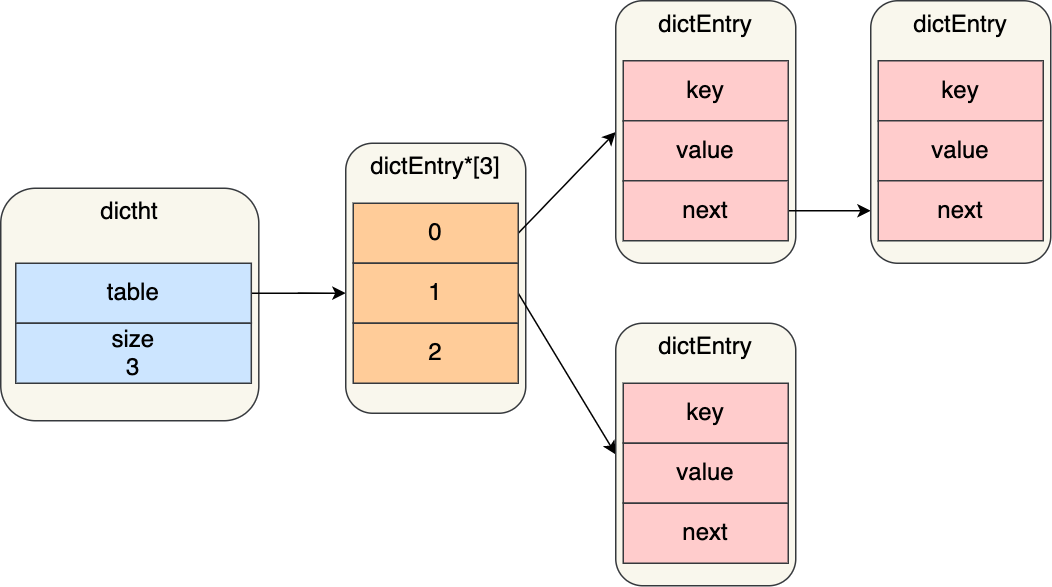 dictht
table
size
3
dictEntry*[3]
0
1
2
dictEntry
key
value
next
dictEntry
key
value
next
dictEntry
key
value
next